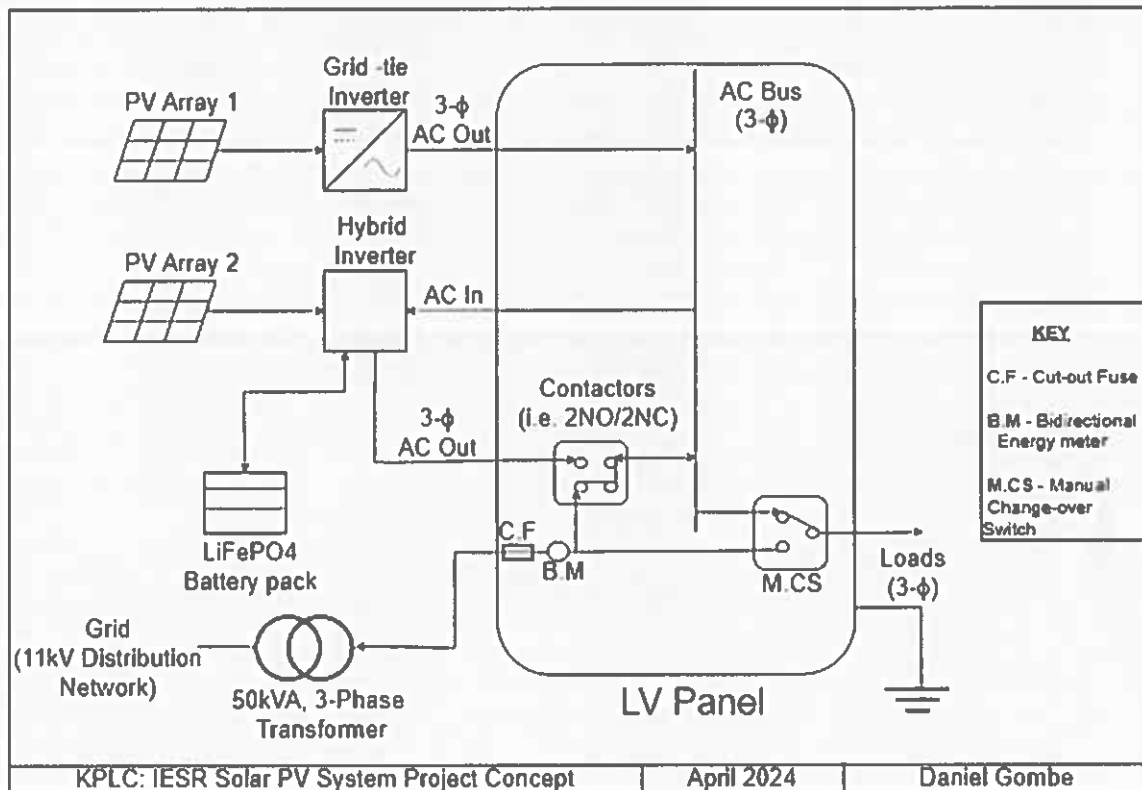 Grid -tie
Inverter
PV Array 1
3-ϕ
AC Out
AC Bus
(3-ϕ)
Hybrid
Inverter
PV Array 2
AC In
KEY
C.F - Cut-out Fuse
B.M - Bidirectional
Energy meter
M.CS - Manual
Change-over
Switch
Contactors
(i.e. 2NO/2NC)
3-ϕ
AC Out
LiFePO4
Battery pack
C.F
B.M
M.CS
Loads
(3-ϕ)
Grid
(11kV Distribution
Network)
50kVA, 3-Phase
Transformer
LV Panel
KPLC: IESR Solar PV System Project Concept
April 2024
Daniel Gombe